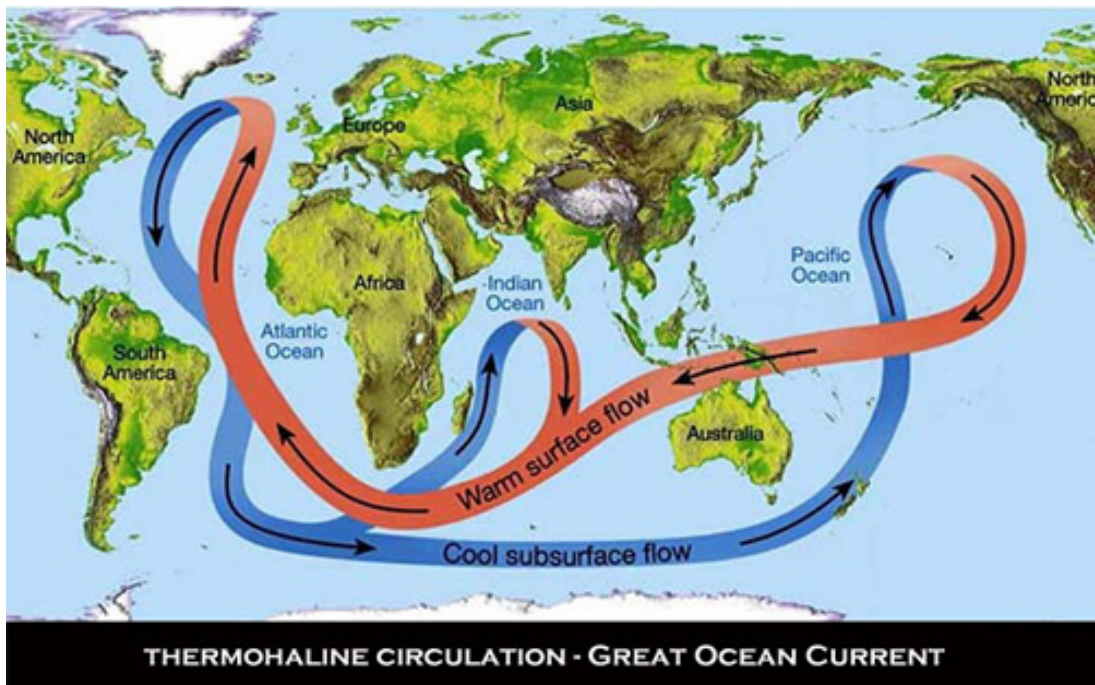 North
America
Europe
Asia
North
America
Pacific
Ocean
Africa
Indian
Ocean
Atlantic
Ocean
South
America
Australia
Warm surface flow
Cool subsurface flow
THERMOHALINE CIRCULATION - GREAT OCEAN CURRENT